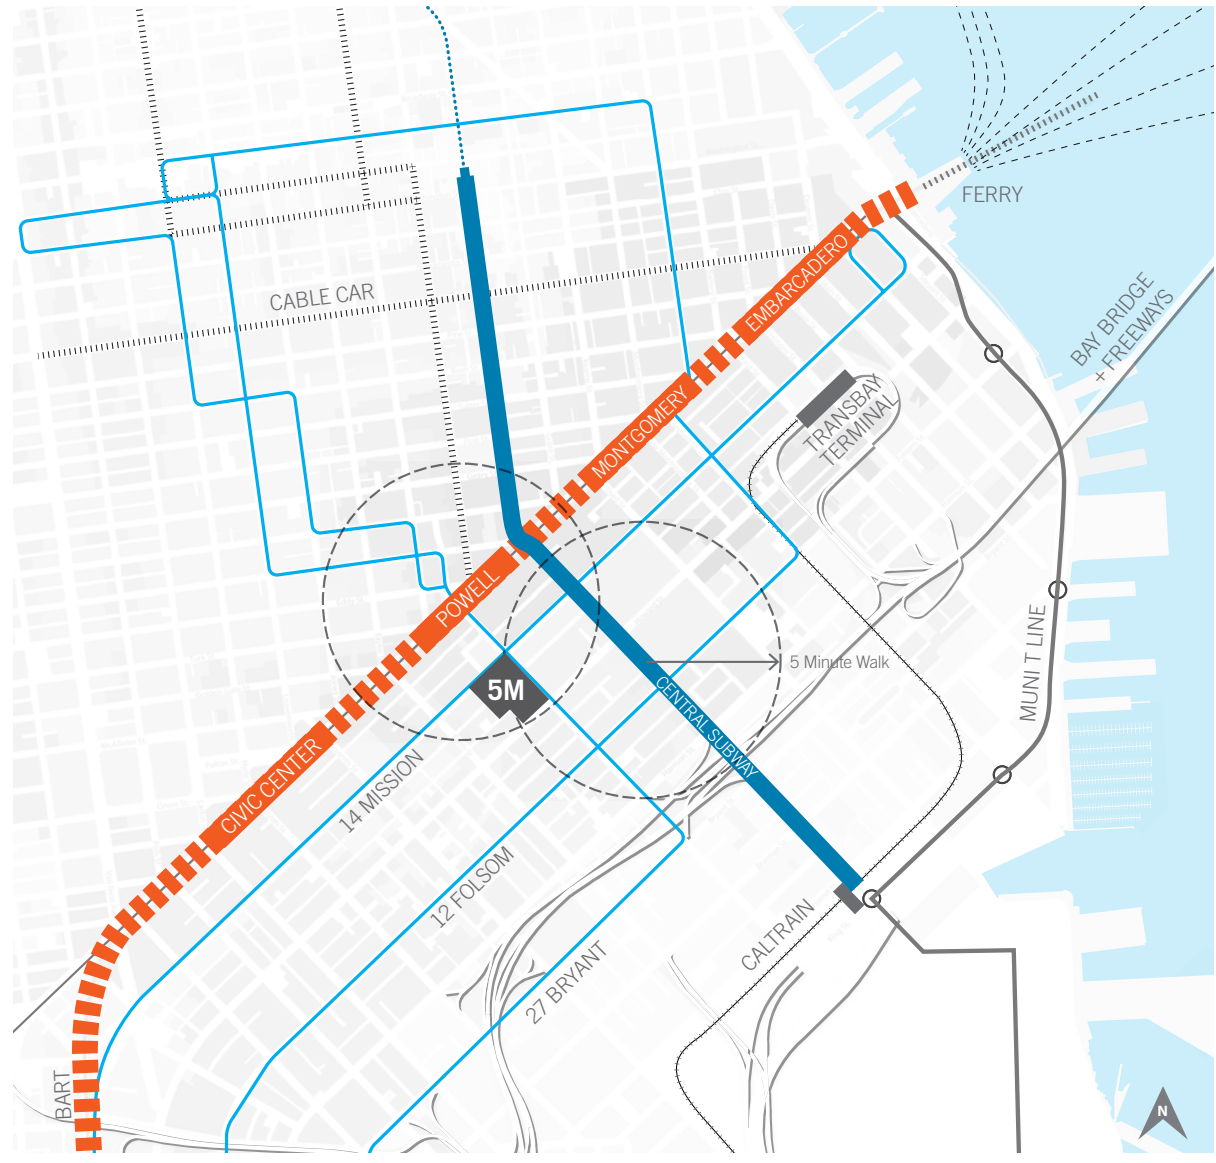 FERRY
EMBARCADERO
CABLE CAR
BAY BRIDGE
+ FREEWAYS
MONTGOMERY
TRANSBAY
TERMINAL
POWELL
5 Minute Walk
5M
MUNI T LINE
CENTRAL SUBWAY
CIVIC CENTER
14 MISSION
12 FOLSOM
CALTRAIN
27 BRYANT
BART
N